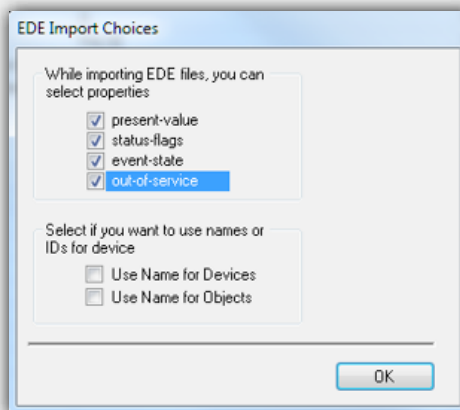 EDE Import Choices
While importing EDE files, you can
select properties
present-value
status-flags
event-state
out-of-service
Select if you want to use names or
IDs for device
Use Name for Devices
Use Name for Objects
OK